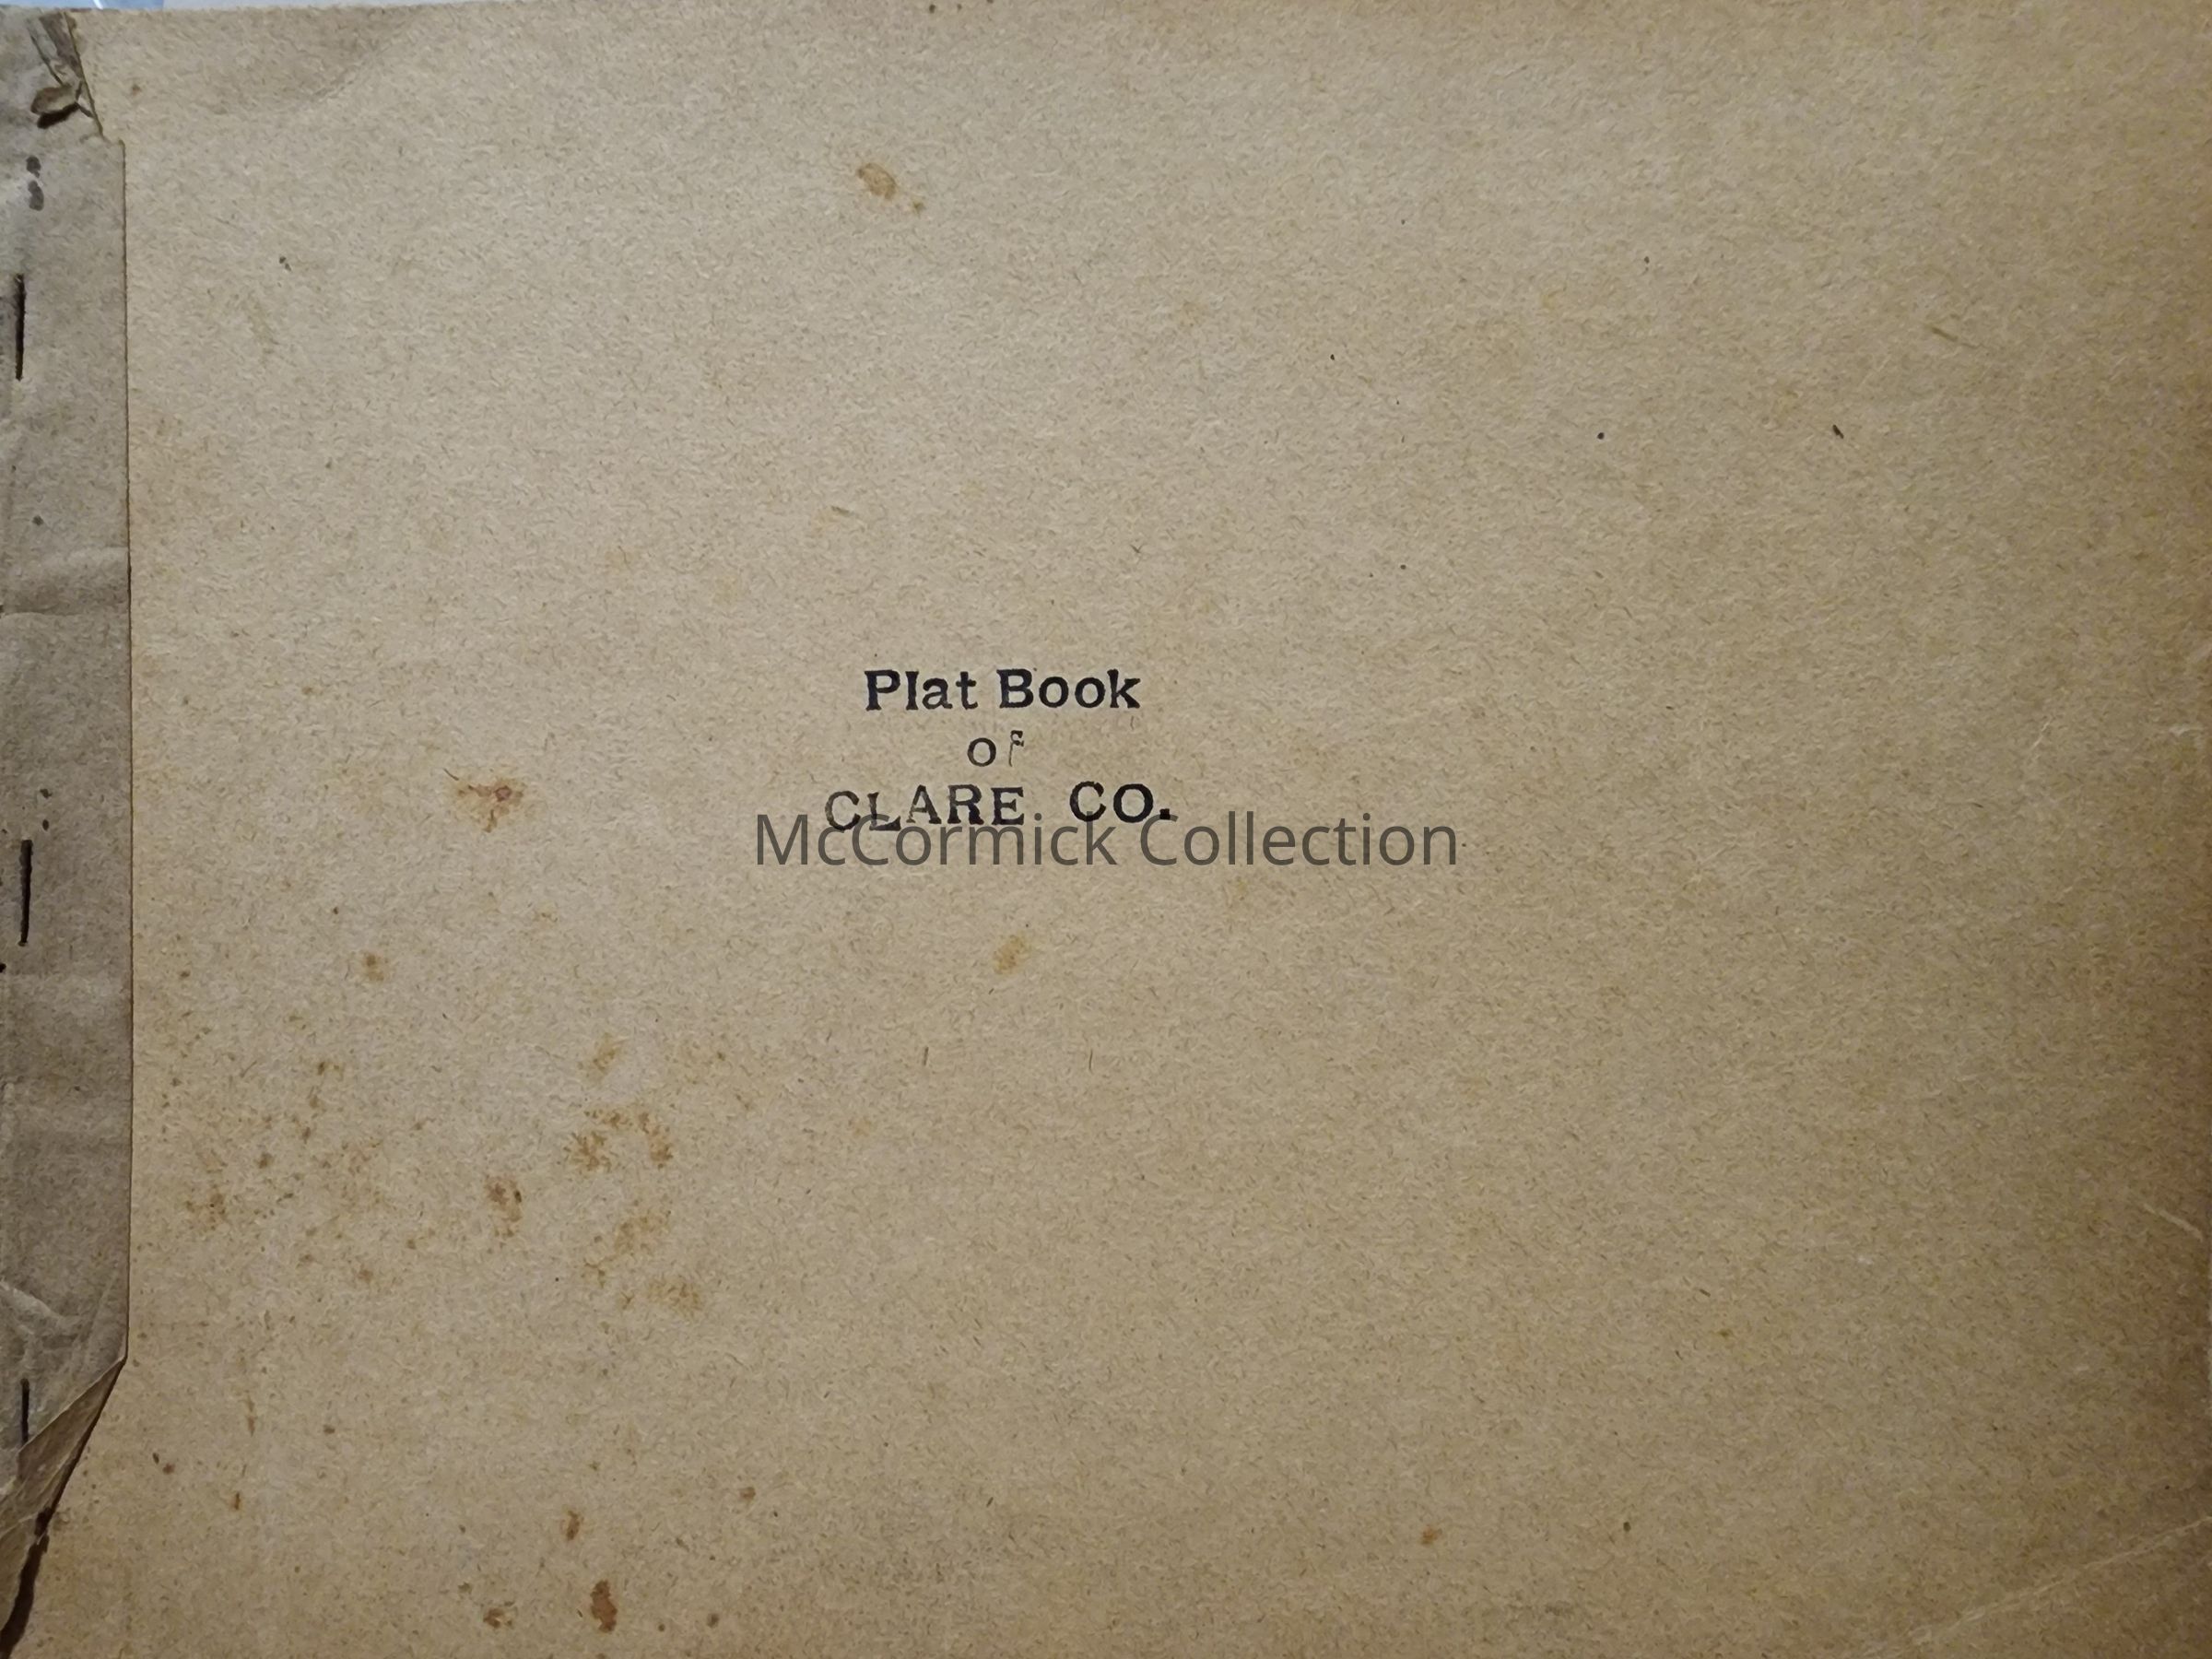 Plat Book
of
CLARE CO.
McCormick Collection